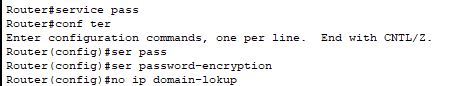 Router#service pass
Router#conf ter
Enter configuration commands, one per line.  End with CNTL/Z.
Router(config)#ser pass
Router(config)#ser password-encryption
Router(config)#no ip domain-lokup